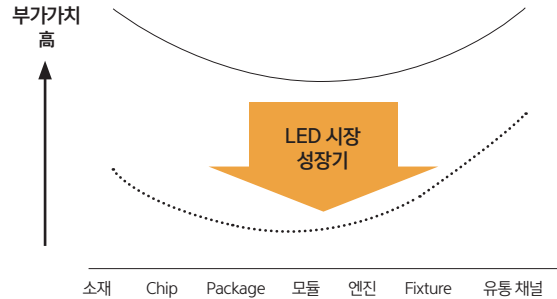 부가가치
高
LED 시장
성장기
소재 Chip Package 모듈 엔진 Fixture 유통 채널